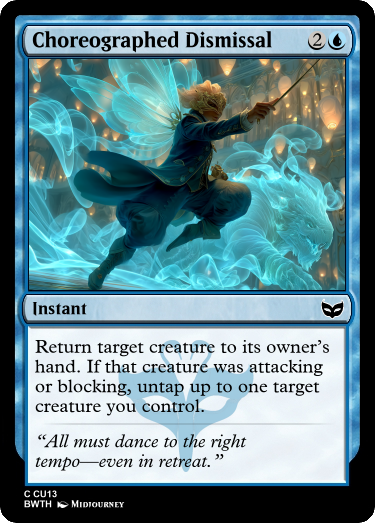 Choreographed Dismissal 2
Instant
Return target creature to its owner's
hand. If that creature was attacking
or blocking, untap up to one target
creature you control.
“All must dance to the right
tempo—even in retreat.”
C CU13
BWTH Midjourney